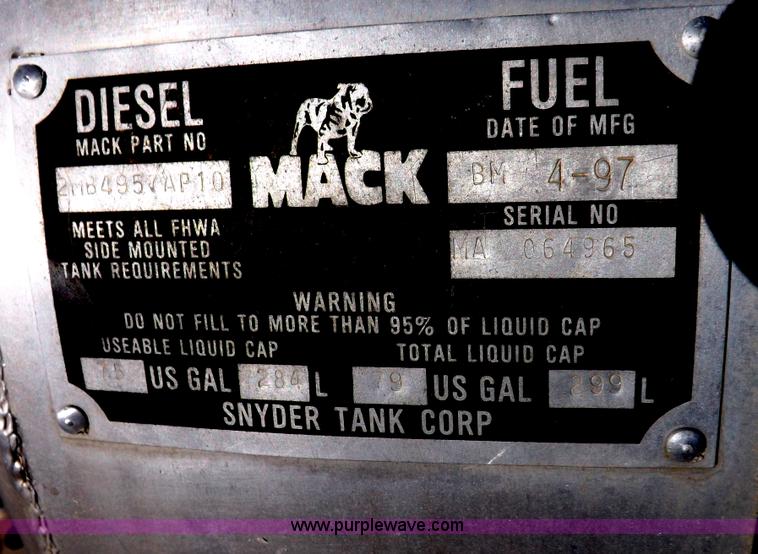 DIESEL
MACK PART NO
2MB4957AP10
MEETS ALL FHWA
SIDE MOUNTED
TANK REQUIREMENTS
MACK
FUEL
DATE OF MFG
BM 4-97
SERIAL NO
MA 064965
WARNING
DO NOT FILL TO MORE THAN 95% OF LIQUID CAP
USEABLE LIQUID CAP TOTAL LIQUID CAP
75 US GAL 284 L 79 US GAL 299 L
SNYDER TANK CORP
www.purplewave.com